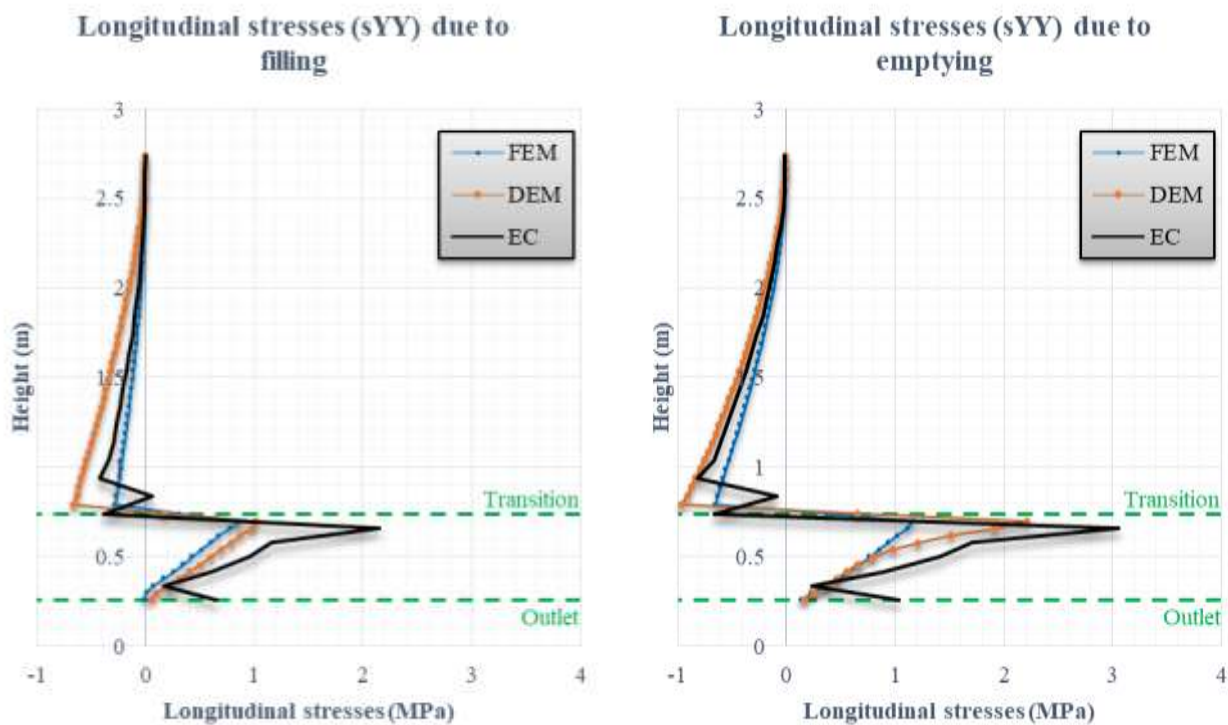 Longitudinal stresses (sYY) due to
filling
3
2.5
2
1.5
0.5
0
-1 0 1 2 3 4
Height (m)
Longitudinal stresses (MPa)
FEM
DEM
EC
Transition
Outlet
Longitudinal stresses (sYY) due to
emptying
3
2.5
2
1
0.5
0
-1 0 1 2 3 4
Height (m)
Longitudinal stresses (MPa)
FEM
DEM
EC
Transition
Outlet